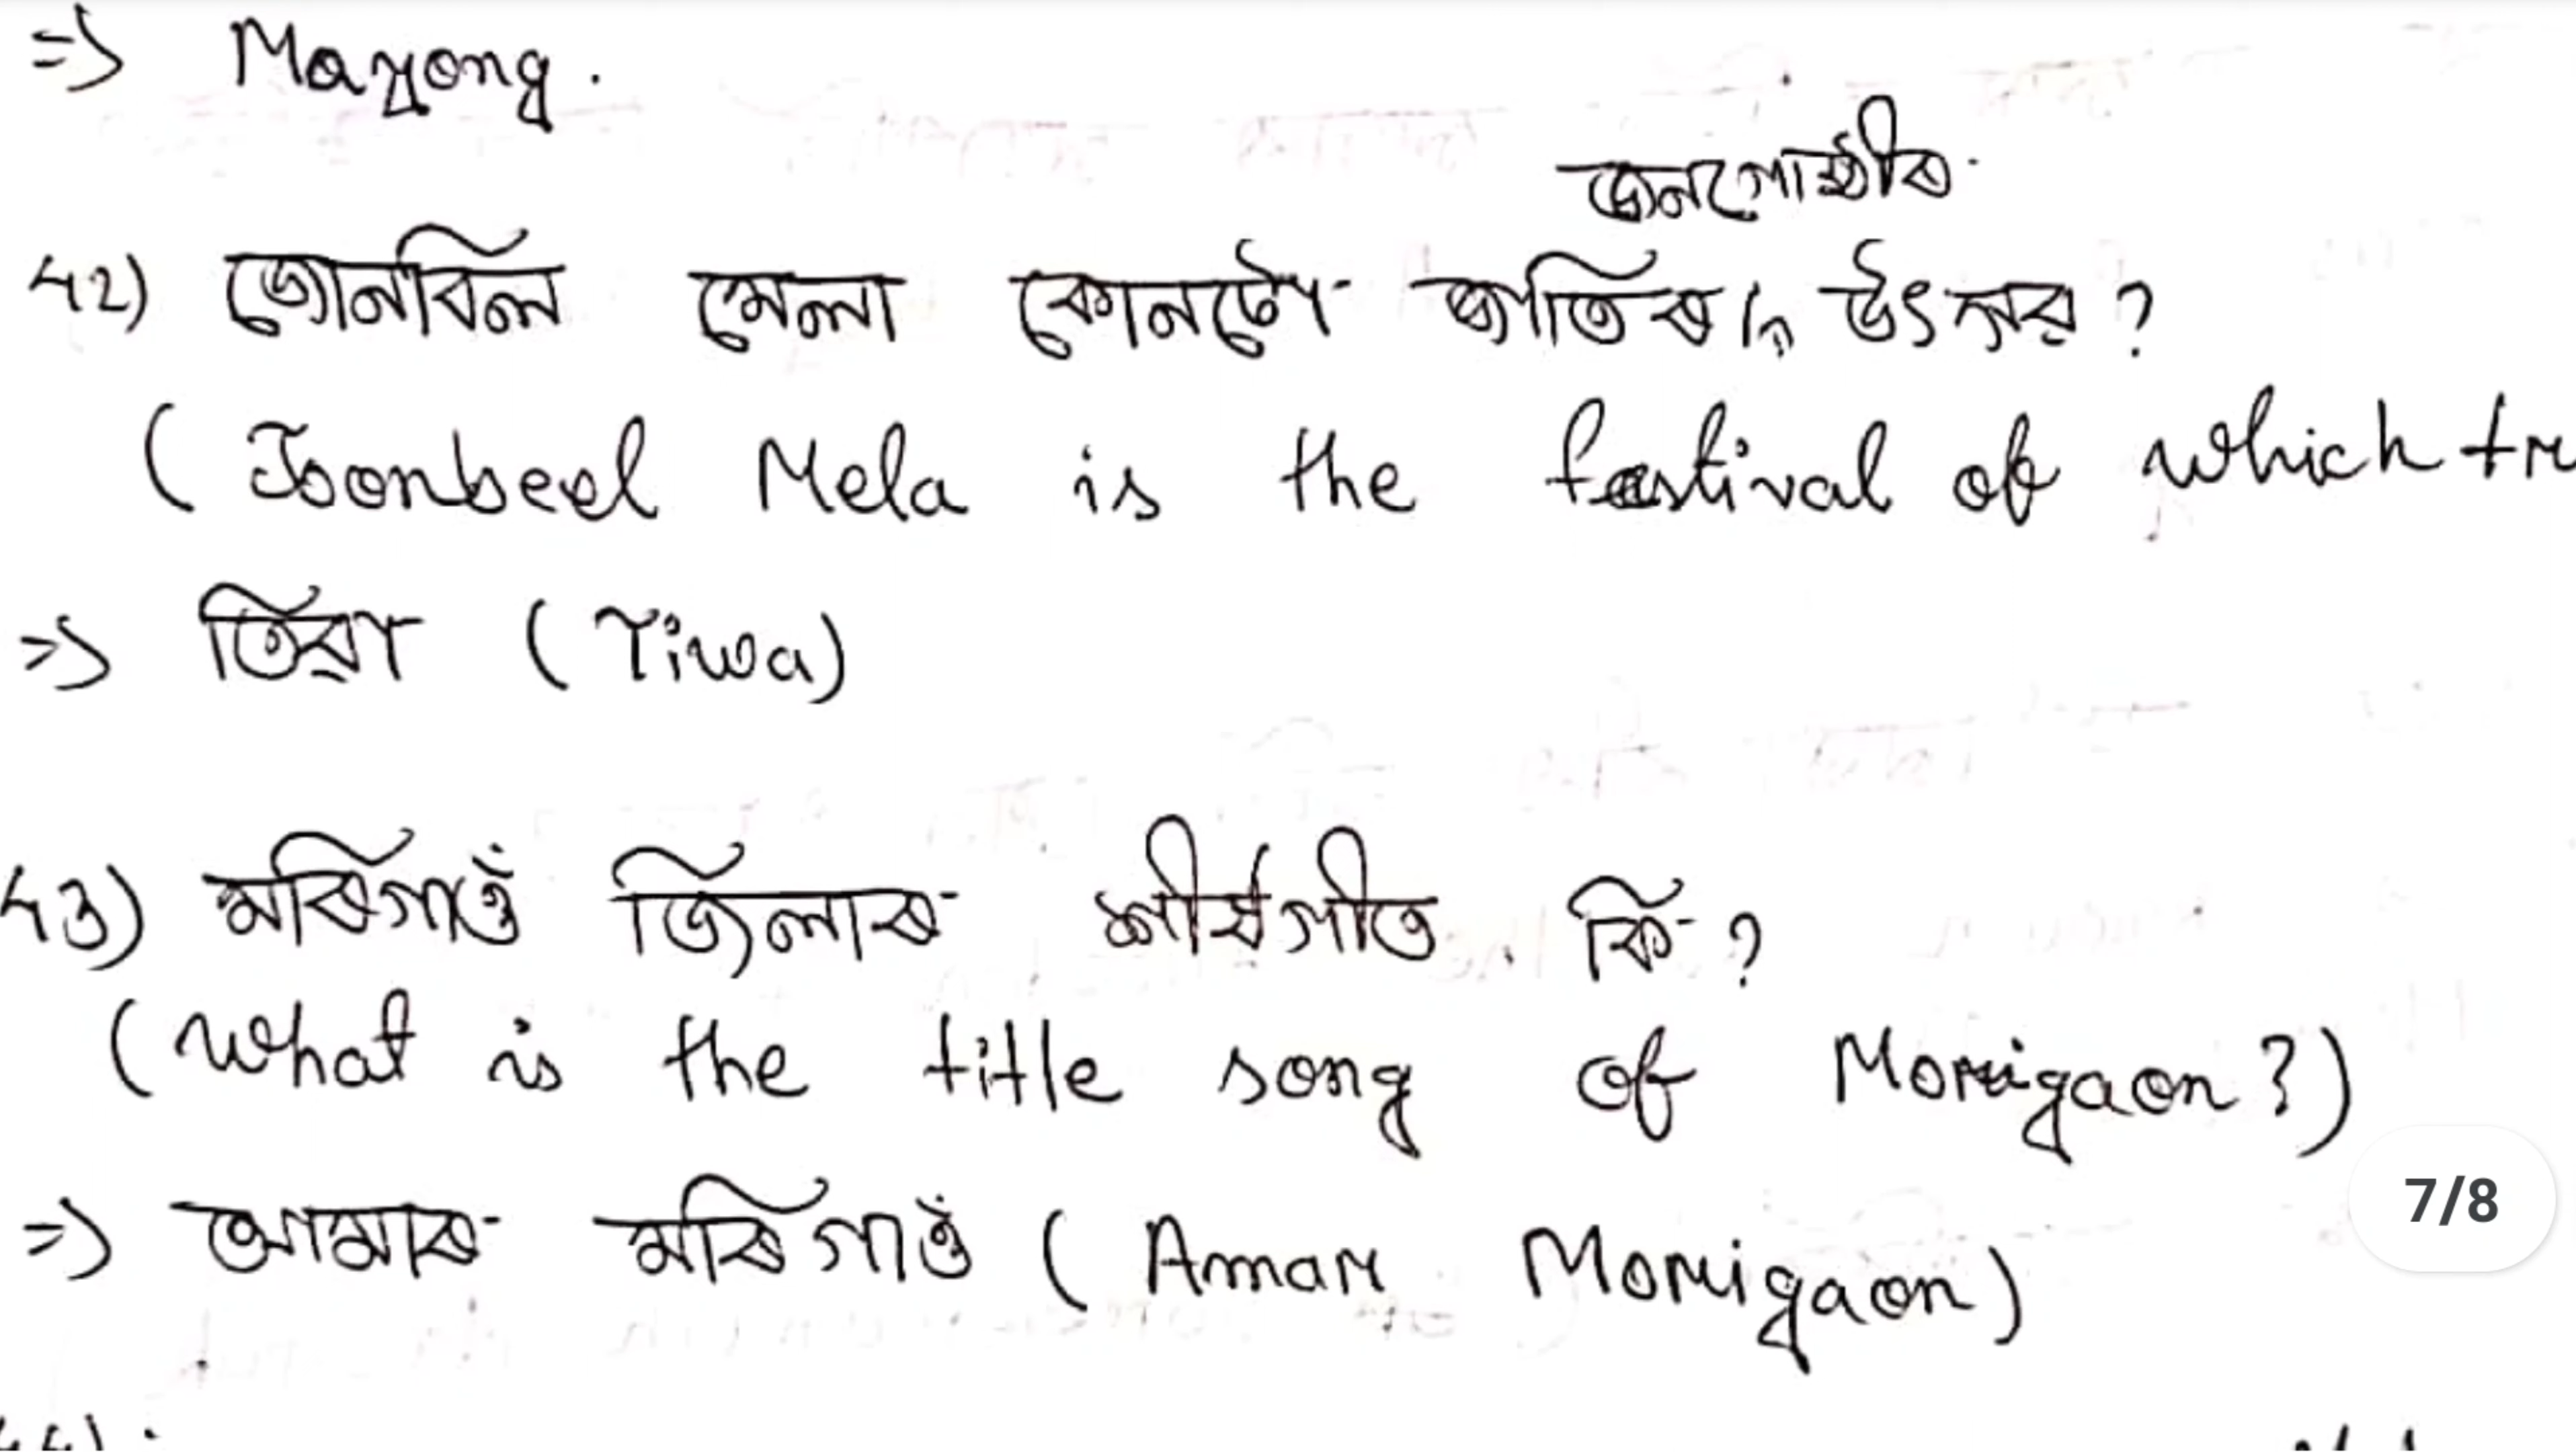 => Mayong.
জনগোষ্ঠীৰ
42) জোনবিল মেলা কোনটো জাতিৰ উৎসৱ ?
( Joonbeel Mela is the festival of which
=> তিৱা ( Tiwa)
43) মৰিগাওঁ জিলাৰ শীৰ্ষগীত কি ?
(What is the title song of Morigaon ?)
=> আমাৰ মৰিগাওঁ ( Amar Morigaon)
7/8